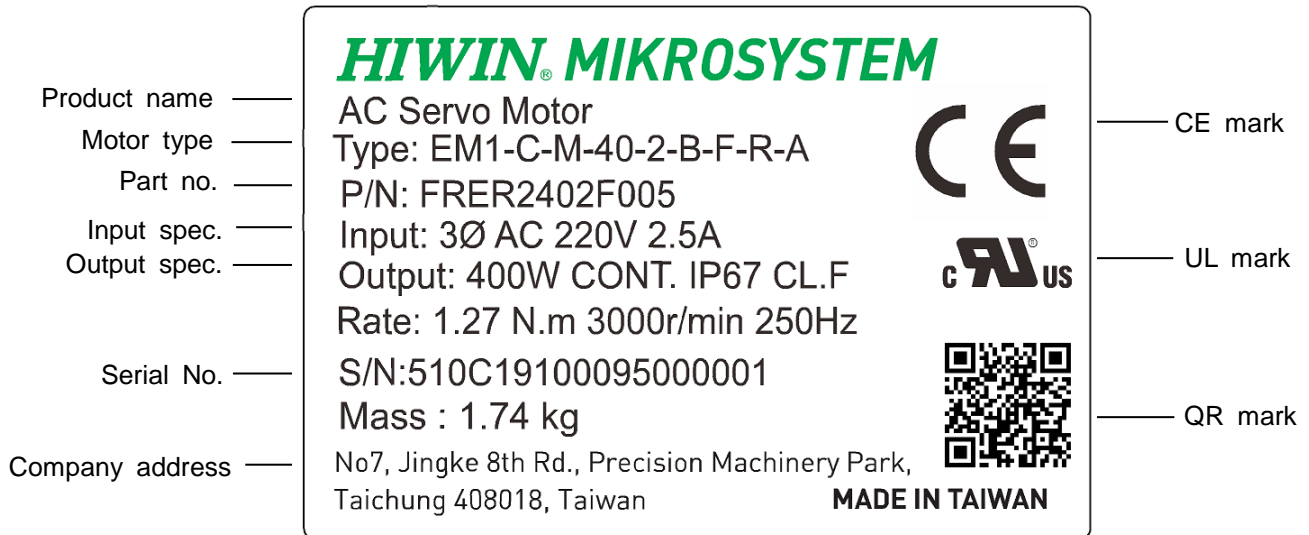 HIWIN® MIKROSYSTEM
Product name
AC Servo Motor
CE
CE mark
Motor type
Type: EM1-C-M-40-2-B-F-R-A
Part no.
P/N: FRER2402F005
Input spec.
Input: 3Ø AC 220V 2.5A
Output spec.
Output: 400W CONT. IP67 CL.F
C RU® US
UL mark
Rate: 1.27 N.m 3000r/min 250Hz
Serial No.
S/N:510C19100095000001
Mass : 1.74 kg
QR mark
Company address
No7, Jingke 8th Rd., Precision Machinery Park,
Taichung 408018, Taiwan
MADE IN TAIWAN